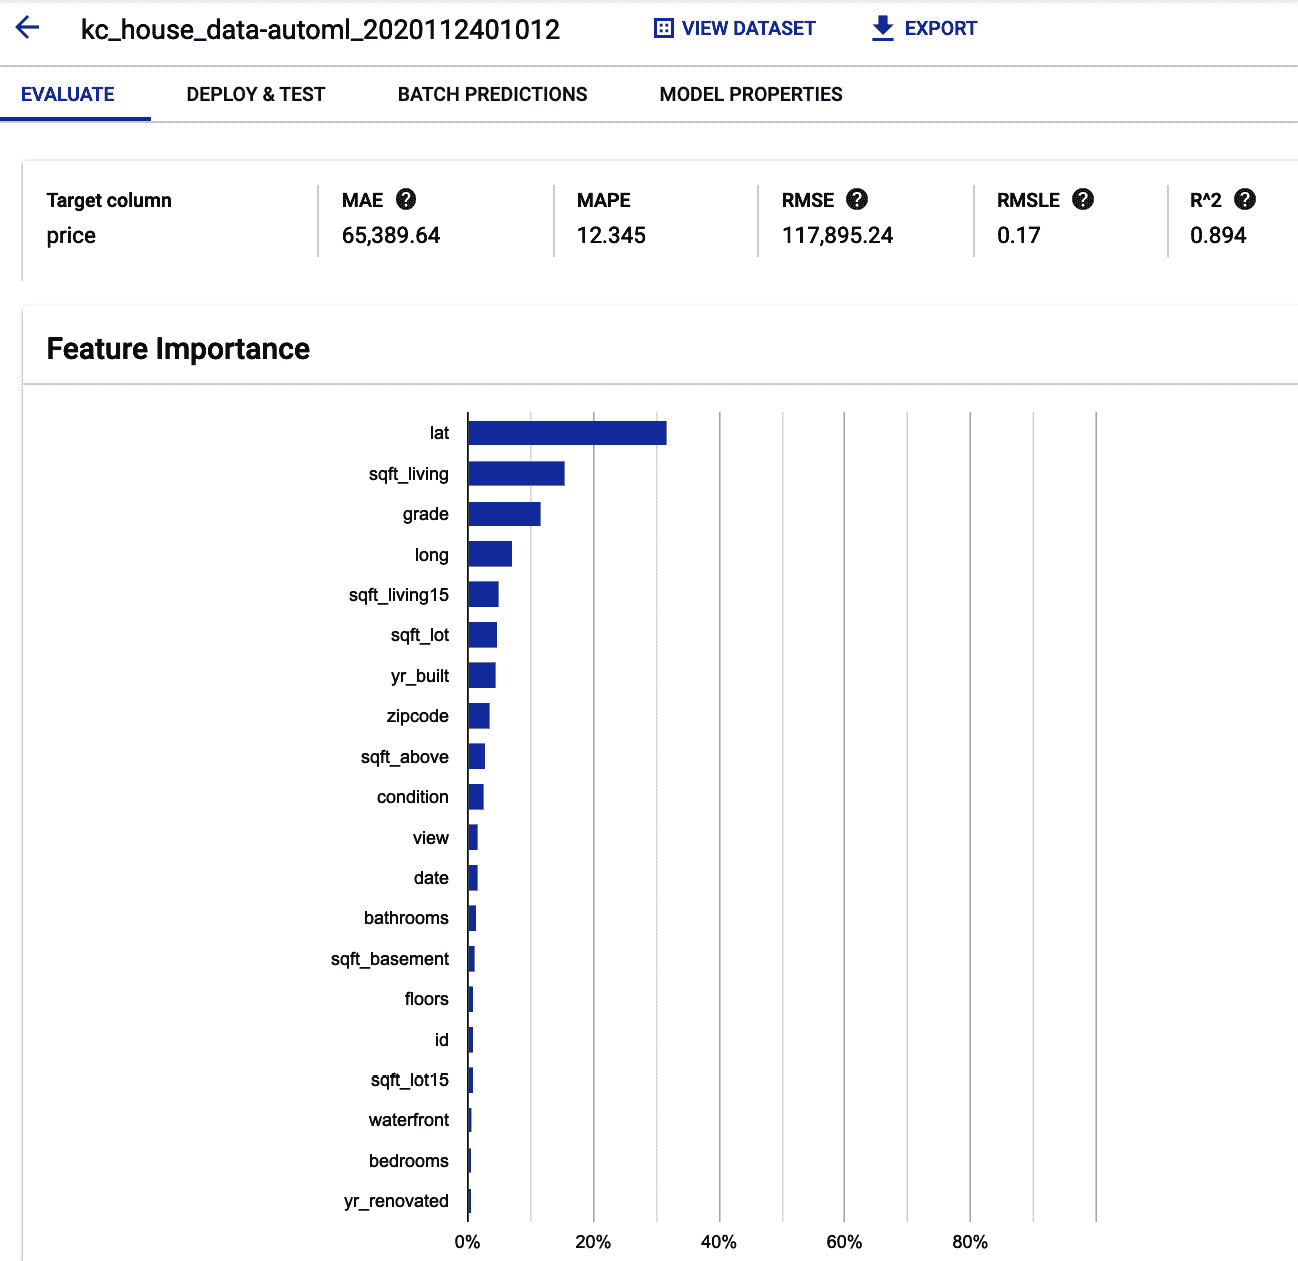 kc_house_data-automl_2020112401012 VIEW DATASET EXPORT
EVALUATE DEPLOY & TEST BATCH PREDICTIONS MODEL PROPERTIES
Target column MAE ? MAPE RMSE ? RMSLE ? R^2 ?
price 65,389.64 12.345 117,895.24 0.17 0.894
Feature Importance
lat
sqft_living
grade
long
sqft_living15
sqft_lot
yr_built
zipcode
sqft_above
condition
view
date
bathrooms
sqft_basement
floors
id
sqft_lot15
waterfront
bedrooms
yr_renovated
0% 20% 40% 60% 80%